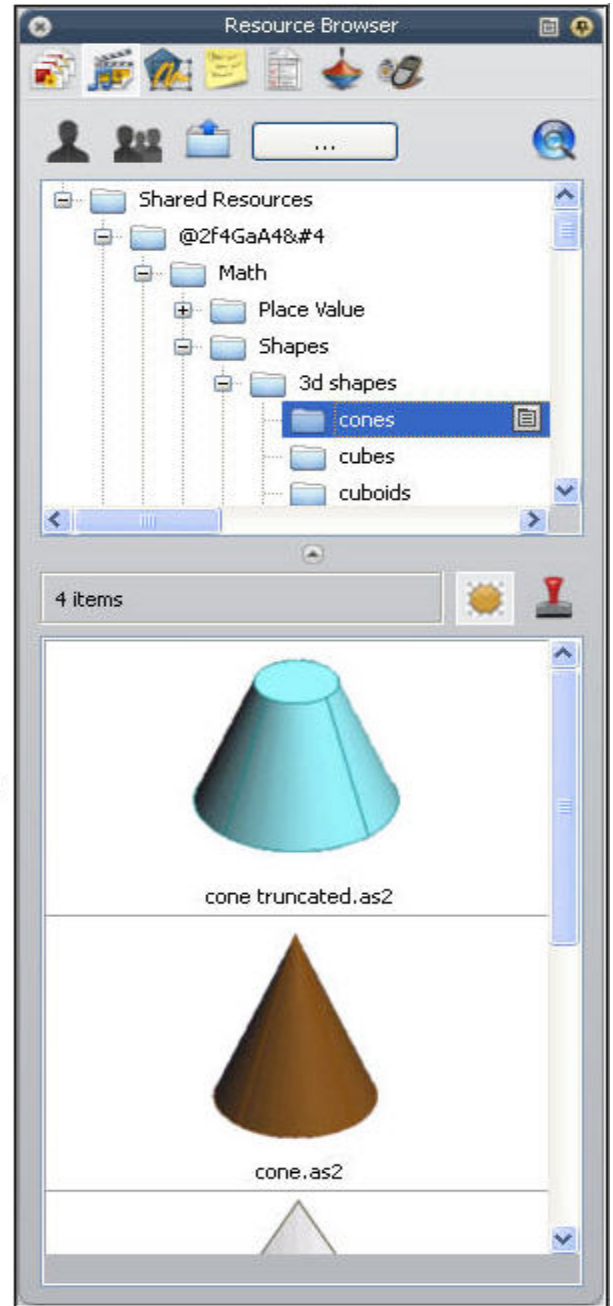 Resource Browser
...
Shared Resources
@2f4GaA4&#4
Math
Place Value
Shapes
3d shapes
cones
cubes
cuboids
4 items
cone truncated.as2
cone.as2